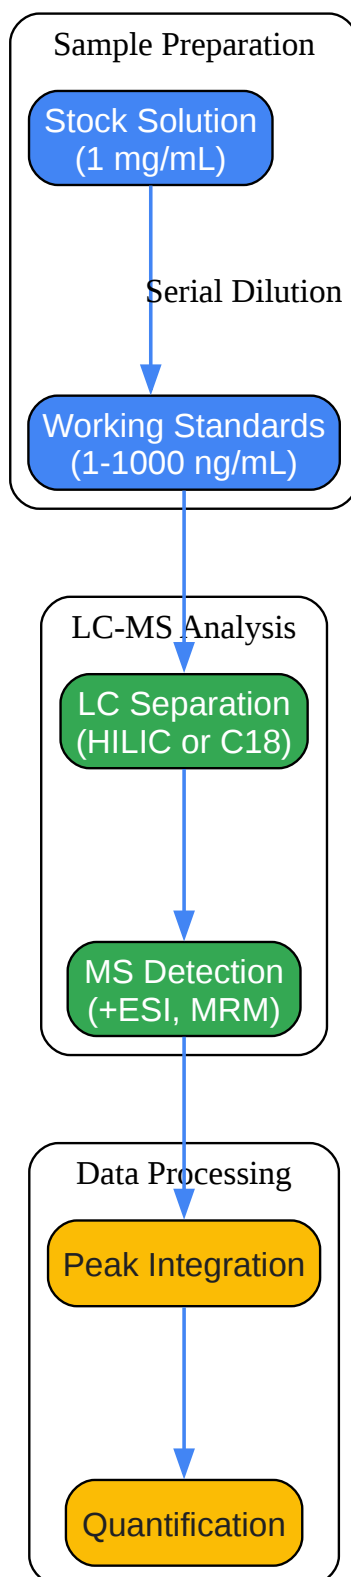 Sample Preparation
Stock Solution
(1 mg/mL)
Serial Dilution
Working Standards
(1-1000 ng/mL)
LC-MS Analysis
LC Separation
(HILIC or C18)
MS Detection
(+ESI, MRM)
Data Processing
Peak Integration
Quantification